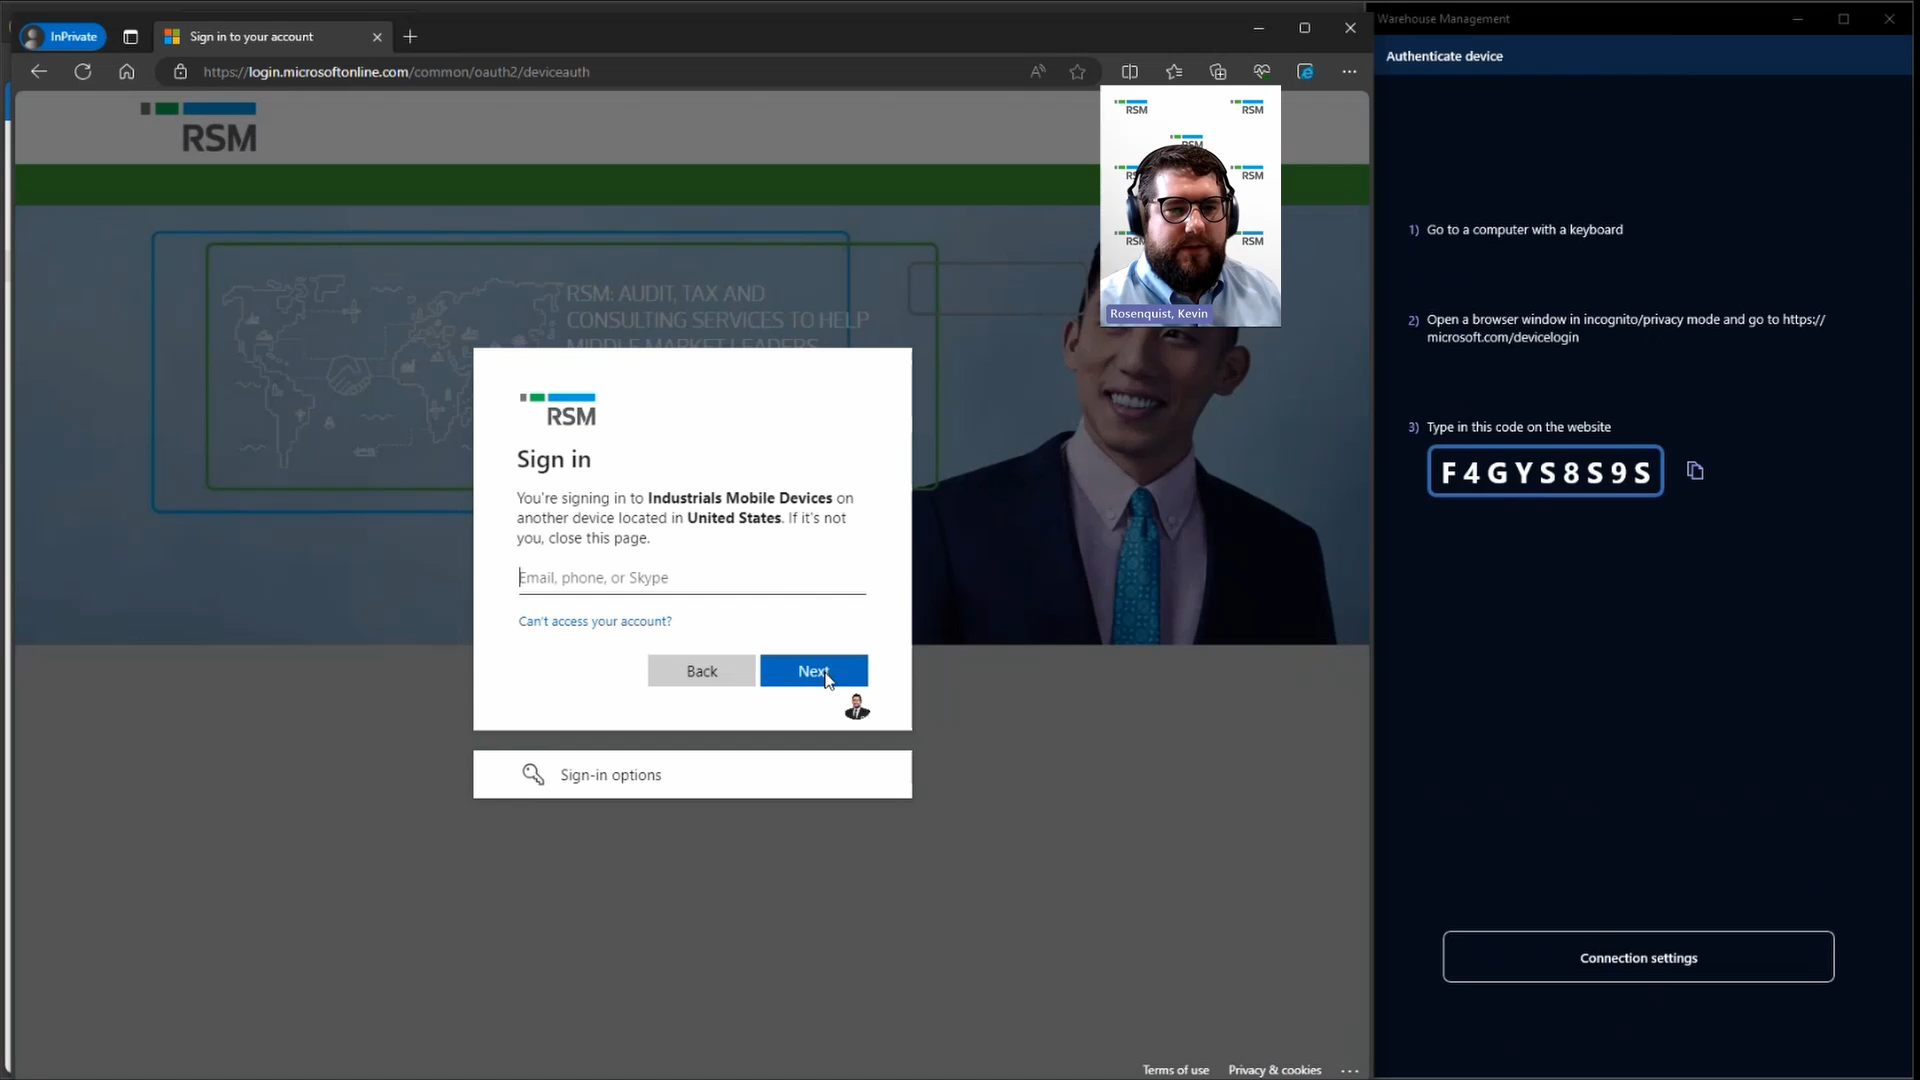 InPrivate
Sign in to your account
https://login.microsoftonline.com/common/oauth2/deviceauth
RSM
RSM: AUDIT, TAX AND
CONSULTING SERVICES TO HELP
MIDDLE MARKET LEADERS
RSM
RSM
RSM
RSM
RSM
RSM
Rosenquist, Kevin
RSM
Sign in
You're signing in to Industrials Mobile Devices on
another device located in United States. If it's not
you, close this page.
Email, phone, or Skype
Can't access your account?
Back
Next
Sign-in options
Terms of use
Privacy & cookies
Warehouse Management
Authenticate device
1) Go to a computer with a keyboard
2) Open a browser window in incognito/privacy mode and go to https://
microsoft.com/devicelogin
3) Type in this code on the website
F4GYS8S9S
Connection settings